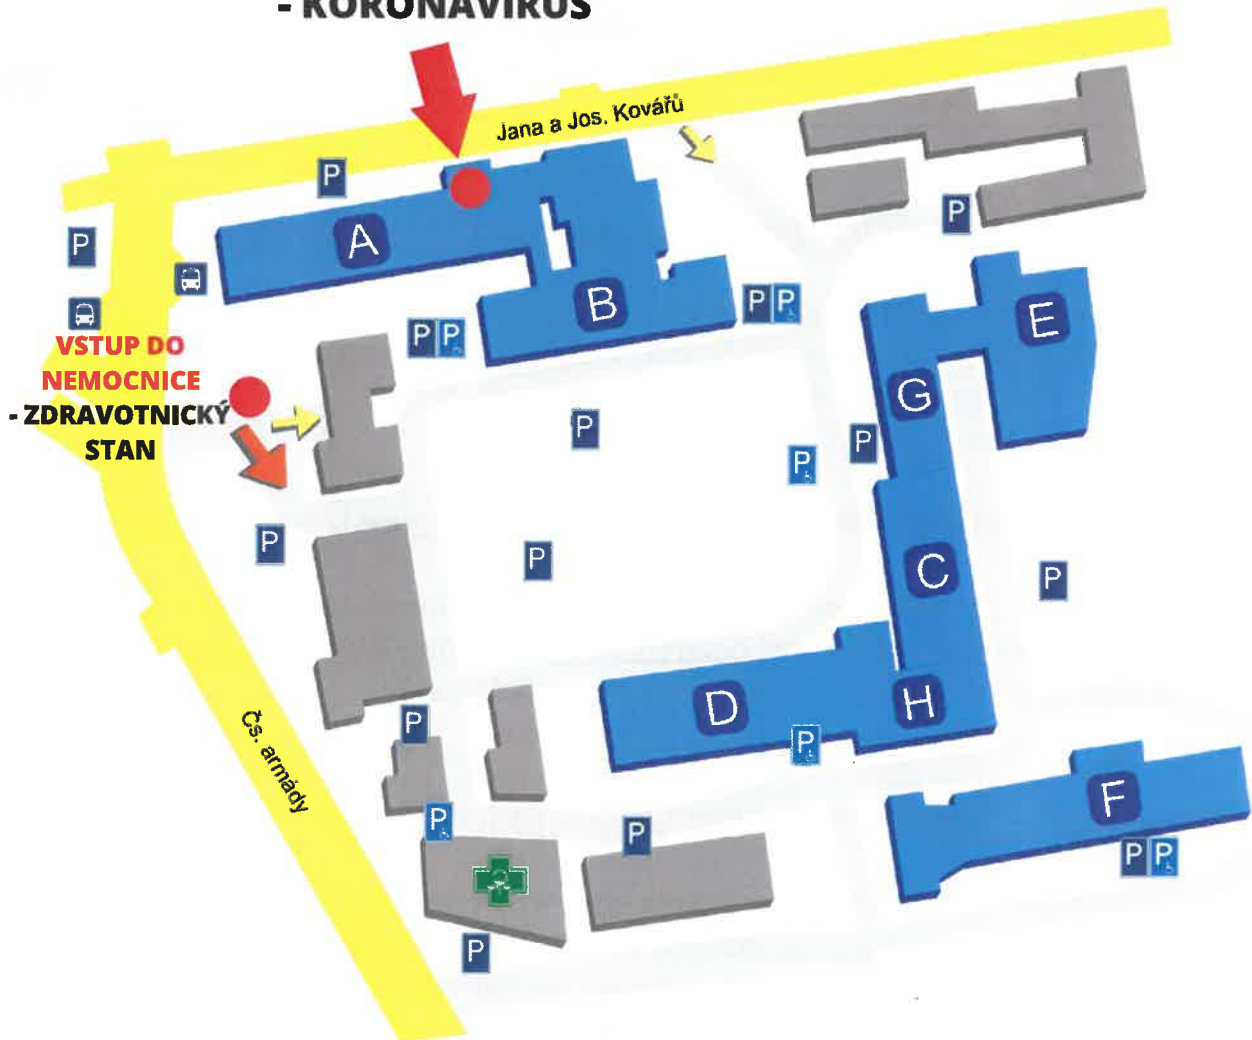 - KORONAVIRUS
Jana a Jos. Kovářů
P
P
A
B
P P
P P
P
E
G
VSTUP DO
NEMOCNICE
- ZDRAVOTNICKÝ
STAN
P
P
P
P
P
C
P
D
H
P
P
Čs. armády
F
P
P
P P
P